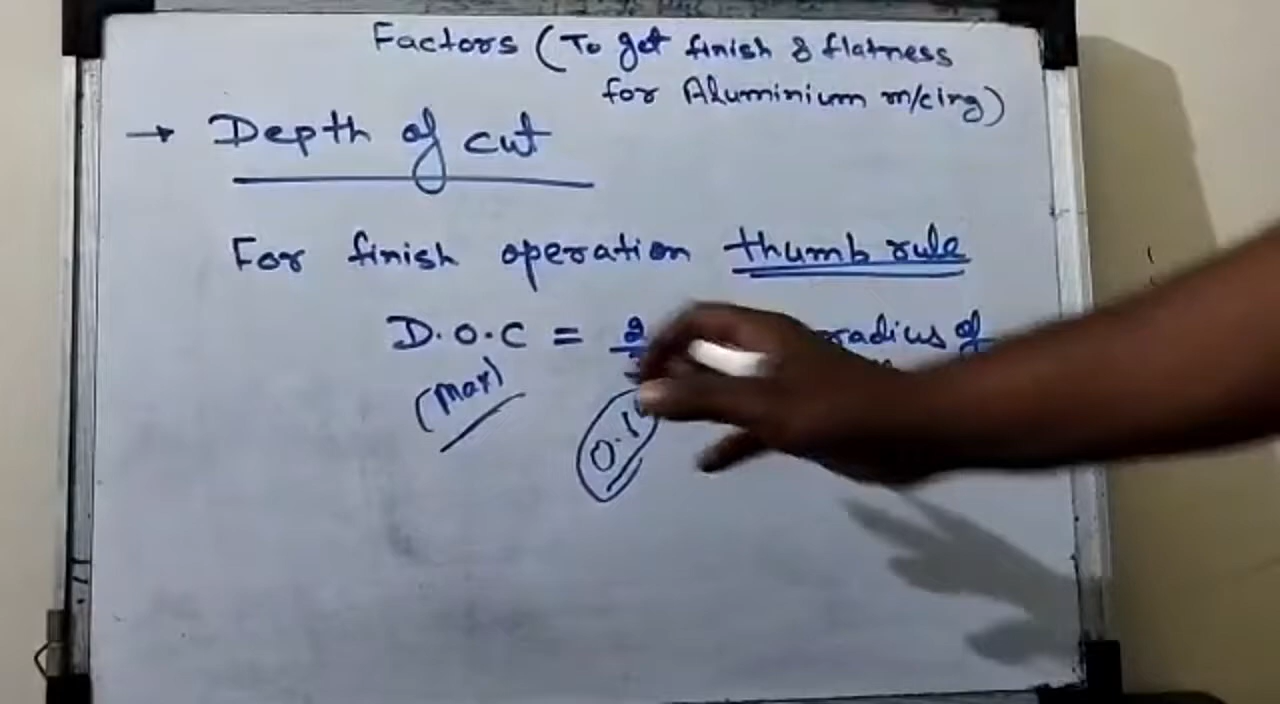 Factors (To get finish & flatness
for Aluminium m/cing)
→ Depth of cut
For finish operation thumb rule
D.O.C = 2 radius of
(Max)